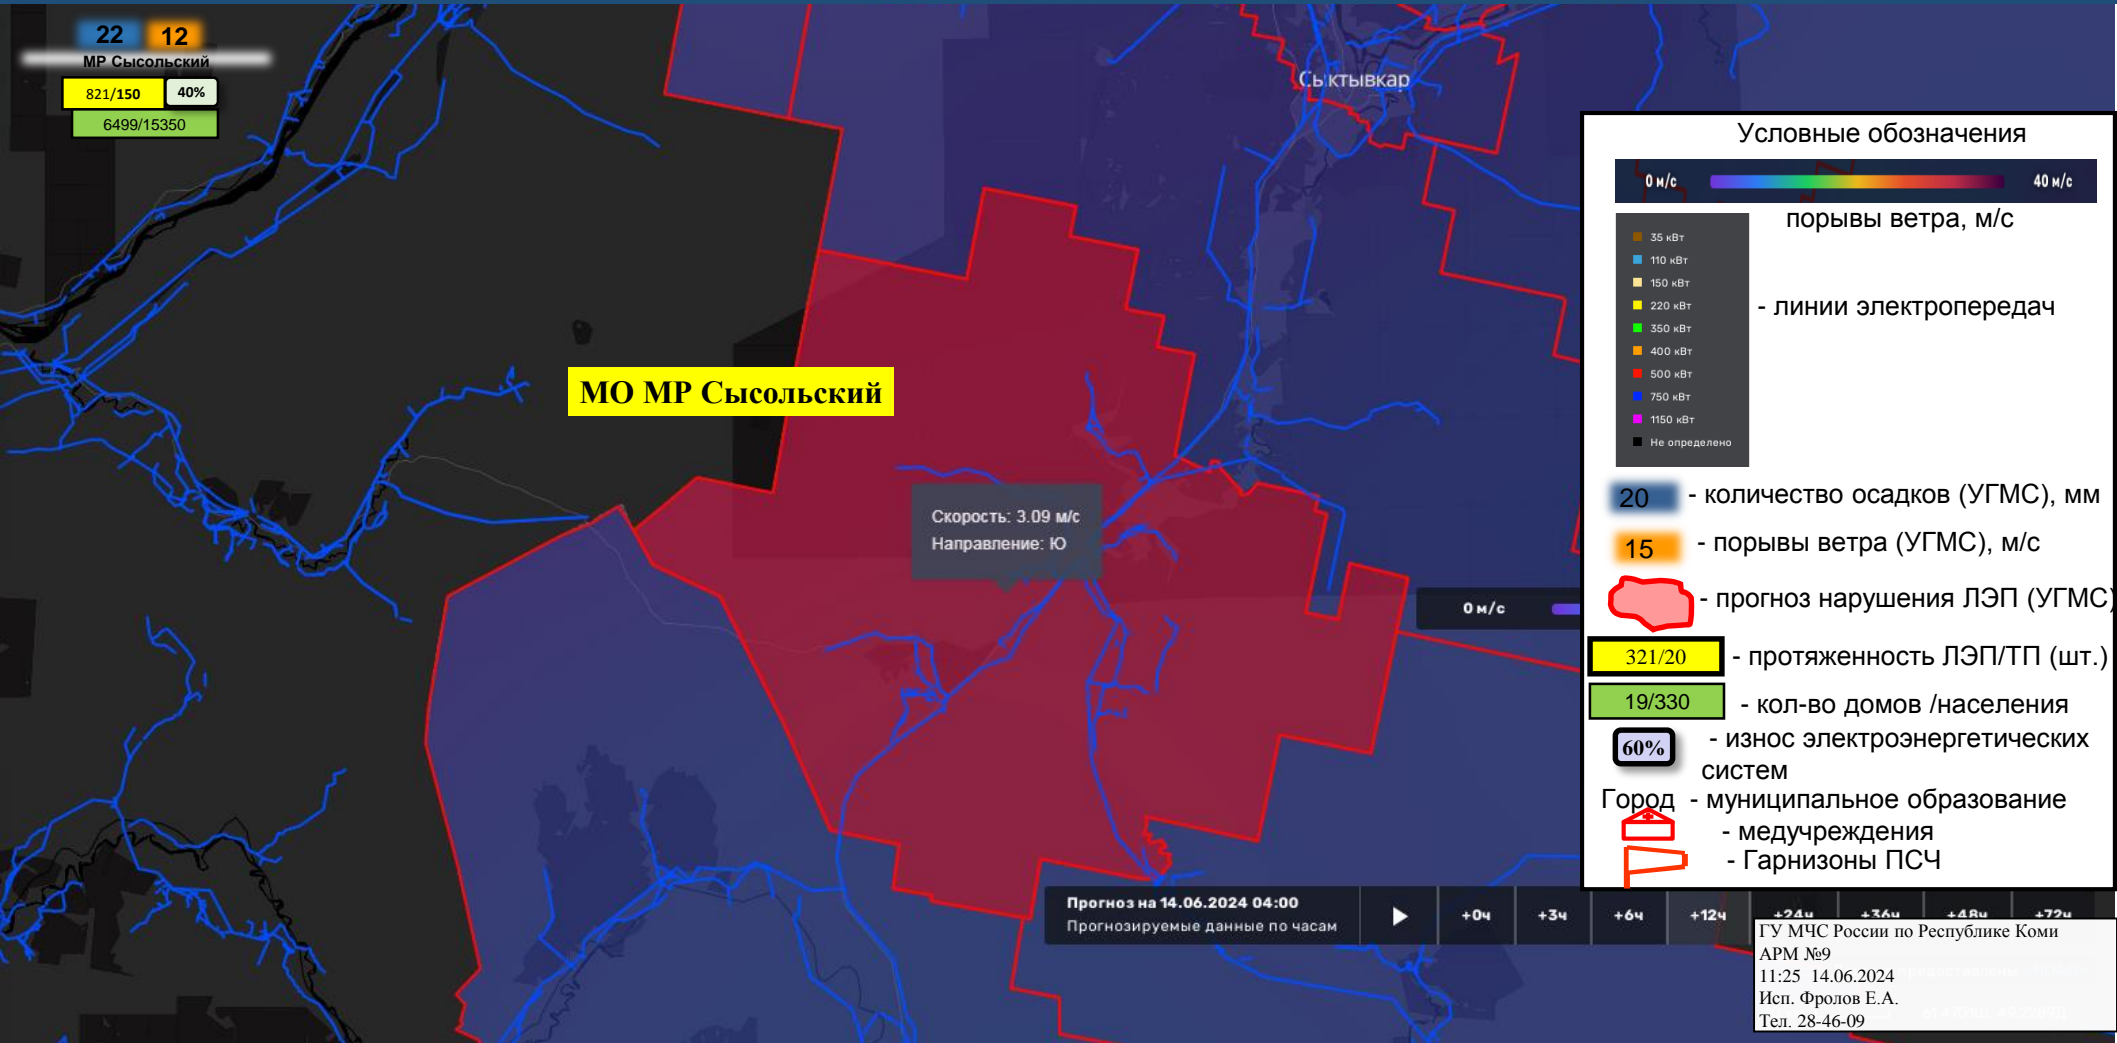 22 12
МР Сысольский
821/150 40%
6499/15350
Сыктывкар
МО МР Сысольский
Скорость: 3.09 м/с
Направление: Ю
0 м/с
Условные обозначения
0 м/с 40 м/с
порывы ветра, м/с
35 кВт
110 кВт
150 кВт
220 кВт
350 кВт
400 кВт
500 кВт
750 кВт
1150 кВт
Не определено
- линии электропередач
20 - количество осадков (УГМС), мм
15 - порывы ветра (УГМС), м/с
- прогноз нарушения ЛЭП (УГМС)
321/20 - протяженность ЛЭП/ТП (шт.)
19/330 - кол-во домов /населения
60% - износ электроэнергетических
систем
Город - муниципальное образование
- медучреждения
- Гарнизоны ПСЧ
Прогноз на 14.06.2024 04:00
Прогнозируемые данные по часам
+0ч +3ч +6ч +12ч +24ч +36ч +48ч +72ч
ГУ МЧС России по Республике Коми
АРМ №9
11:25 14.06.2024
Исп. Фролов Е.А.
Тел. 28-46-09